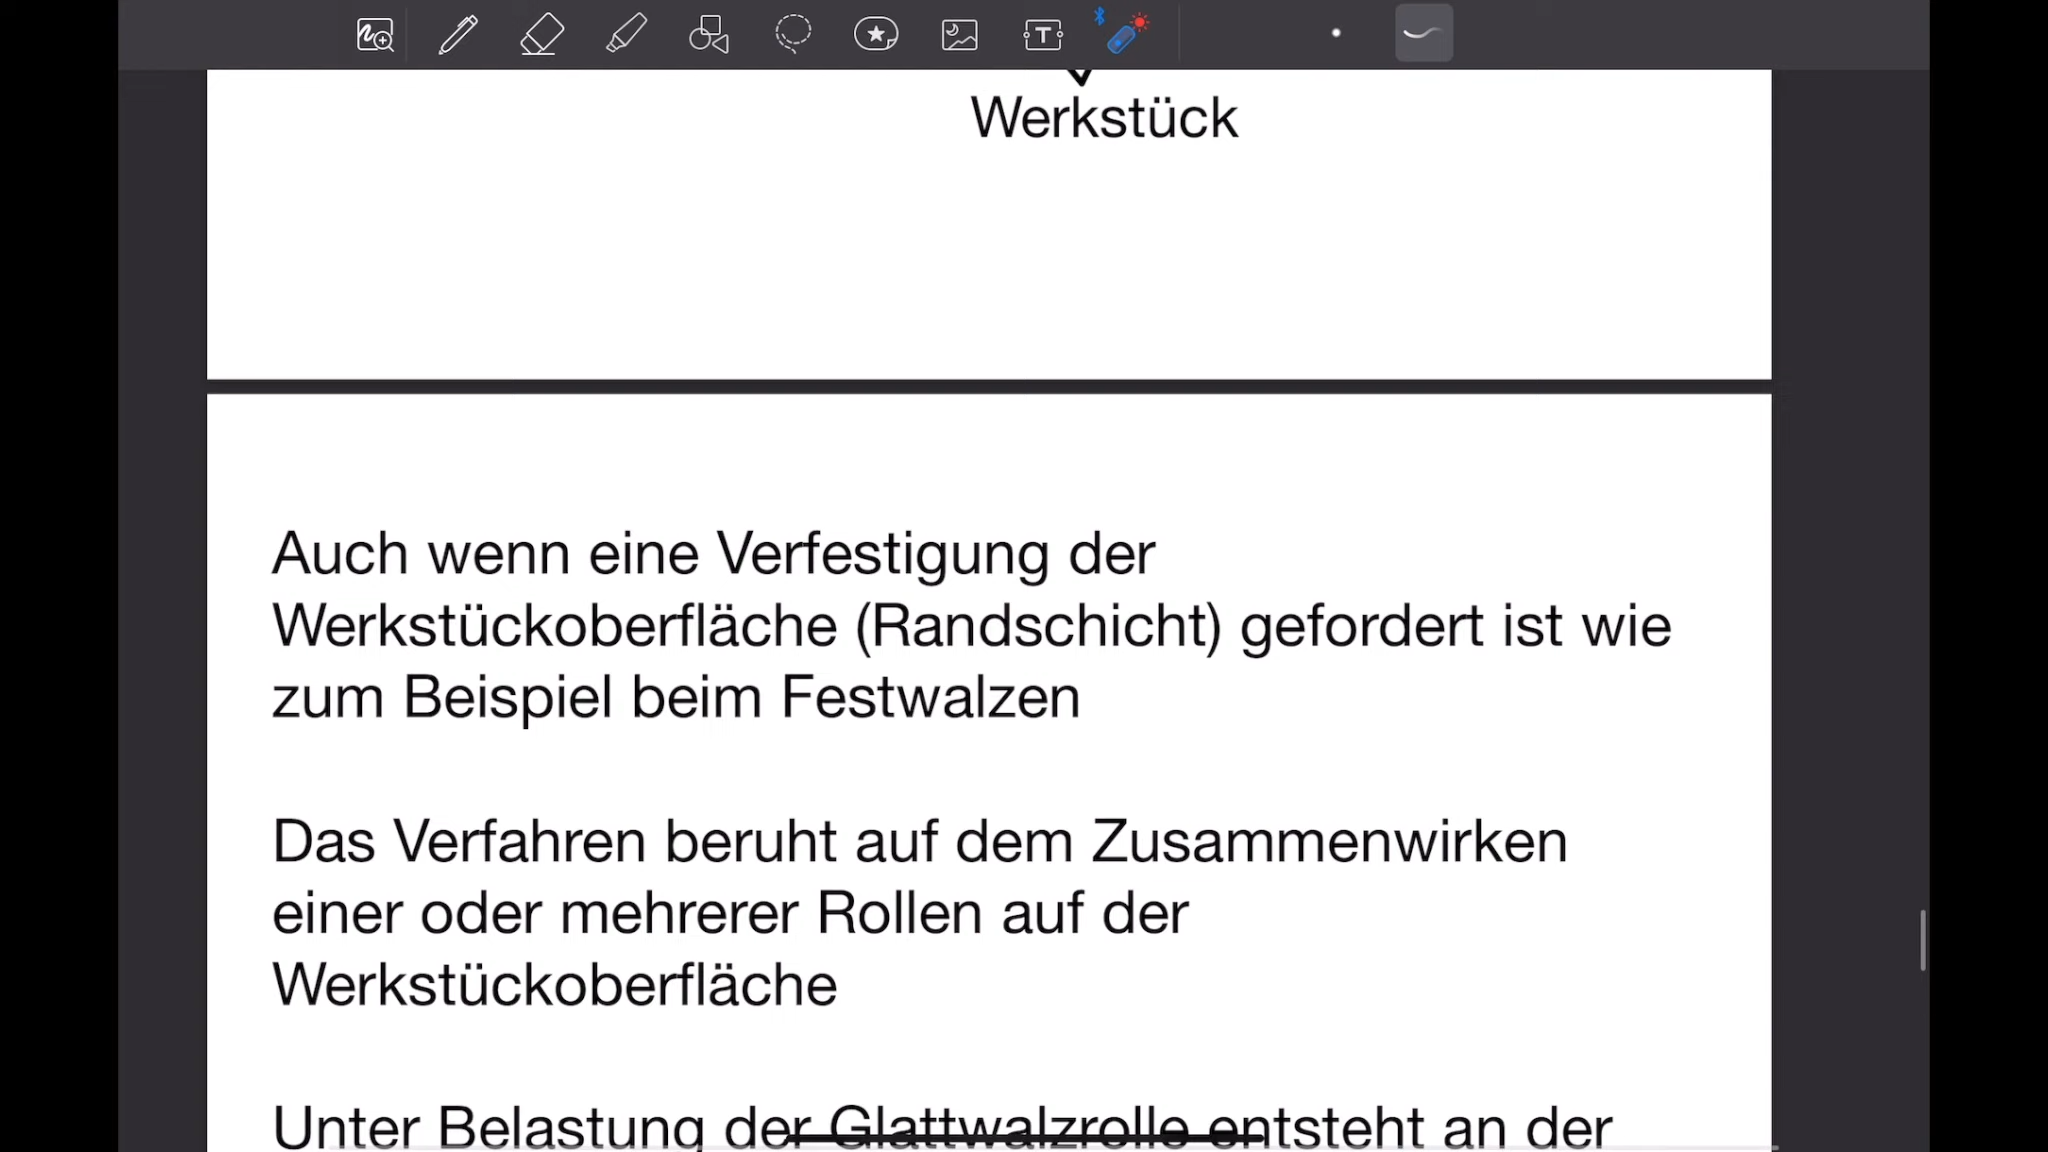 Werkstück
Auch wenn eine Verfestigung der
Werkstückoberfläche (Randschicht) gefordert ist wie
zum Beispiel beim Festwalzen
Das Verfahren beruht auf dem Zusammenwirken
einer oder mehrerer Rollen auf der
Werkstückoberfläche
Unter Belastung der Glattwalzrolle entsteht an der